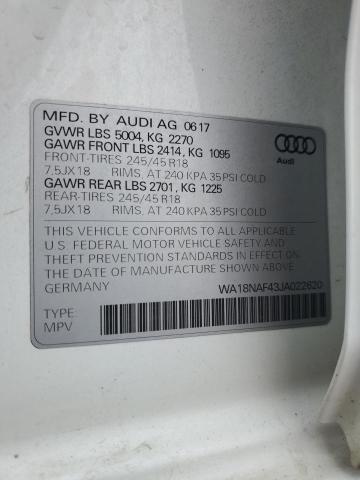 MFD. BY AUDI AG 0617
GVWR LBS 5004, KG 2270
GAWR FRONT LBS 2414, KG 1095
FRONT-TIRES 245/45 R18
7,5JX18 RIMS, AT 240 KPA 35 PSI COLD
GAWR REAR LBS 2701, KG 1225
REAR-TIRES 245/45 R18
7,5JX18 RIMS, AT 240 KPA 35 PSI COLD
Audi
THIS VEHICLE CONFORMS TO ALL APPLICABLE
U.S. FEDERAL MOTOR VEHICLE SAFETY AND
THEFT PREVENTION STANDARDS IN EFFECT ON
THE DATE OF MANUFACTURE SHOWN ABOVE.
GERMANY WA18NAF43JA022620
TYPE:
MPV